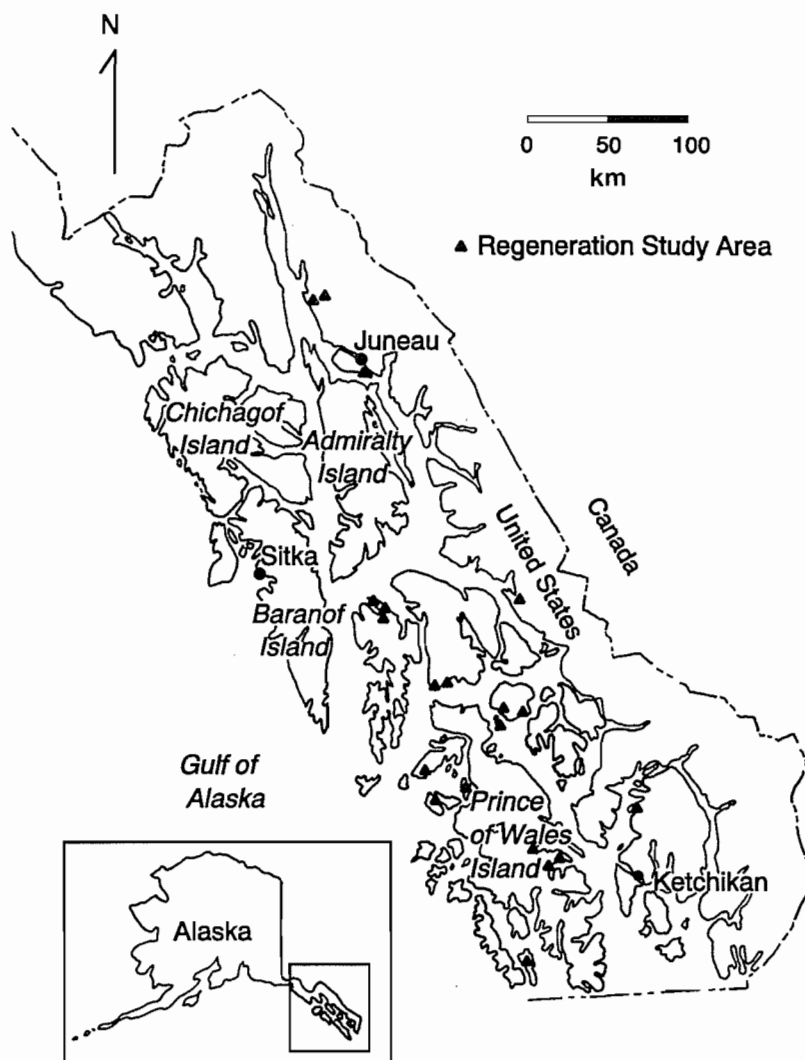 N
0 50 100
km
▲ Regeneration Study Area
Juneau
Chichagof
Island
Admiralty
Island
Canada
United States
Sitka
Baranof
Island
Gulf of
Alaska
Prince
of Wales
Island
Ketchikan
Alaska